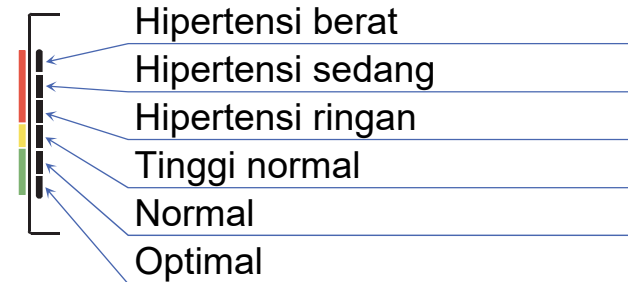 Hipertensi berat
Hipertensi sedang
Hipertensi ringan
Tinggi normal
Normal
Optimal